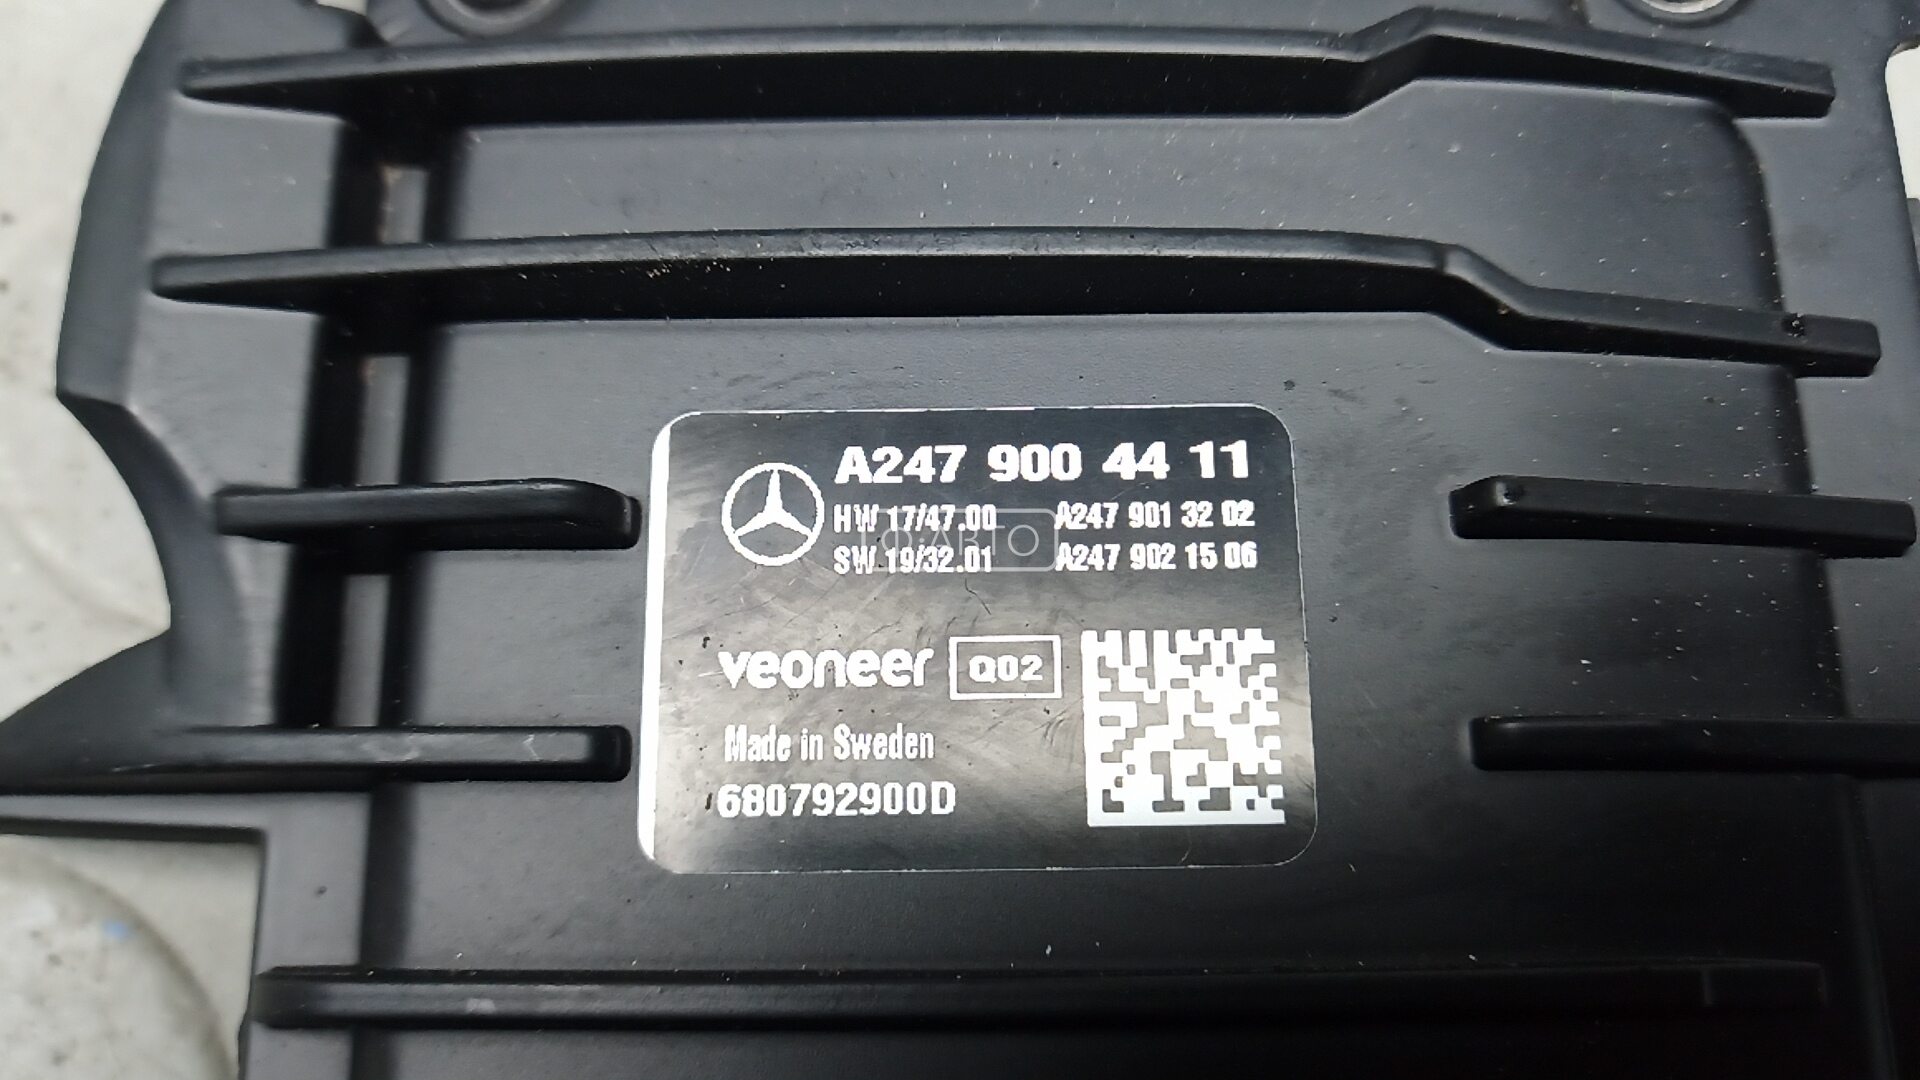 A247 900 44 11
HW 17/47.00 A247 901 32 02
SW 19/32.01 A247 902 15 06
veoneer Q02
Made in Sweden
680792900D